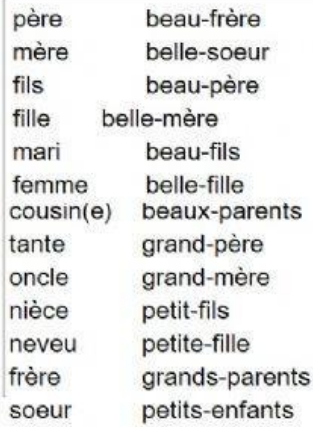 père beau-frère
mère belle-soeur
fils beau-père
fille belle-mère
mari beau-fils
femme belle-fille
cousin(e) beaux-parents
tante grand-père
oncle grand-mère
nièce petit-fils
neveu petite-fille
frère grands-parents
soeur petits-enfants